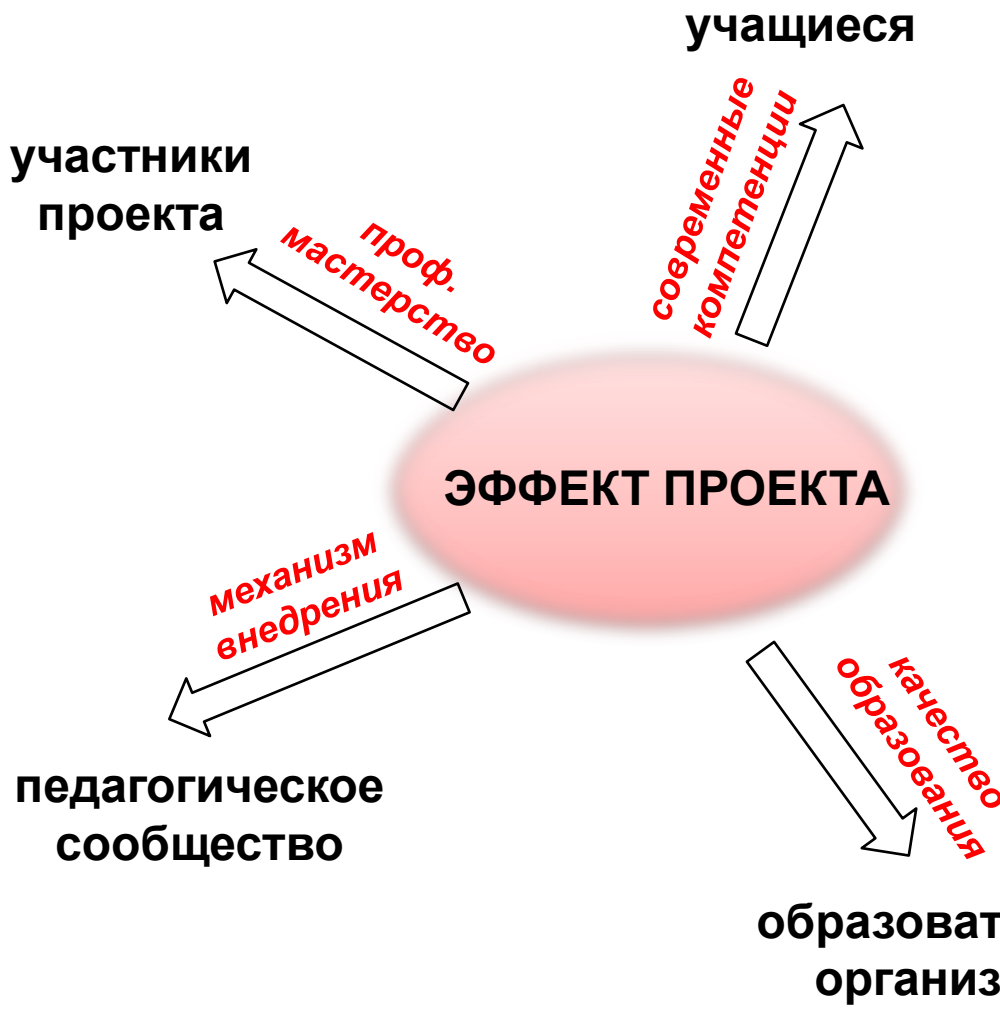 учащиеся
современные
компетенции
участники
проекта
проф.
мастерство
ЭФФЕКТ ПРОЕКТА
механизм
внедрения
качество
образования
педагогическое
сообщество